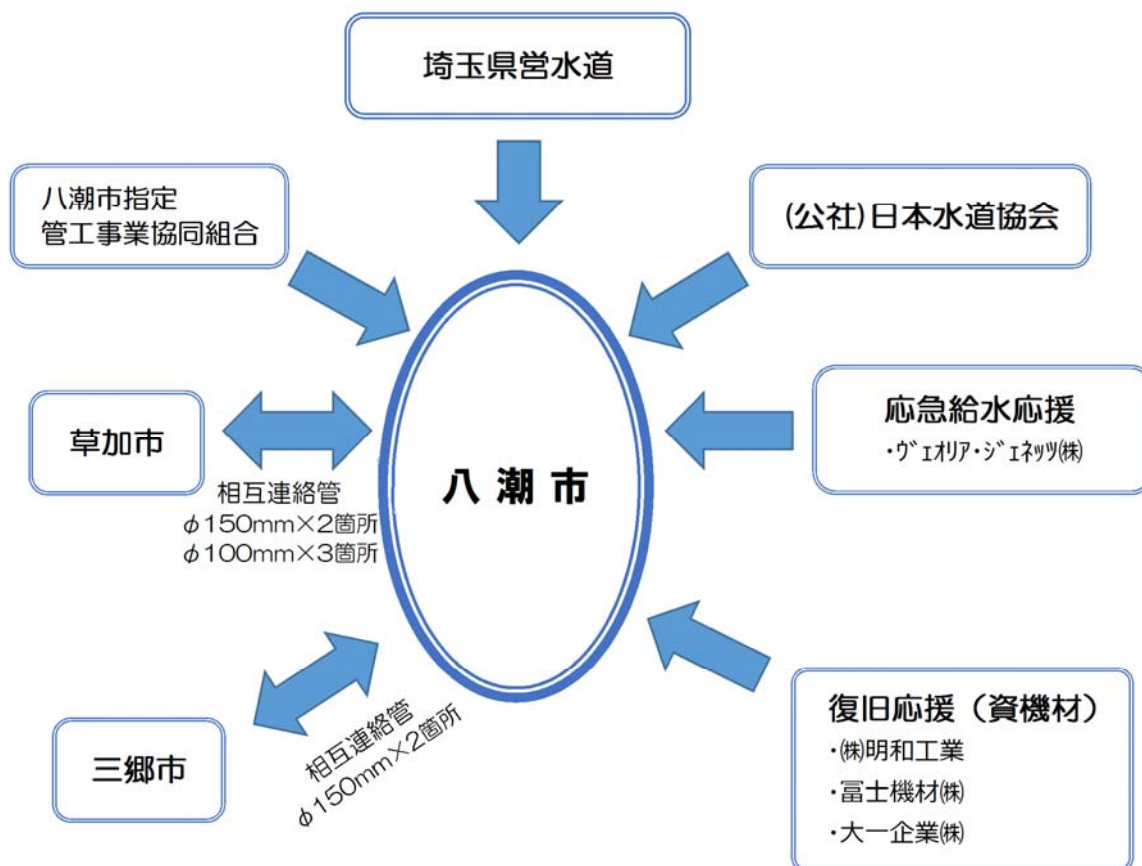 埼玉県営水道
八潮市指定
管工事業協同組合
(公社)日本水道協会
草加市
相互連絡管
φ150mm×2箇所
φ100mm×3箇所
八潮市
応急給水応援
・ヴェオリア・ジェネッツ㈱
三郷市
相互連絡管
φ150mm×2箇所
復旧応援（資機材）
・㈱明和工業
・冨士機材㈱
・大一企業㈱